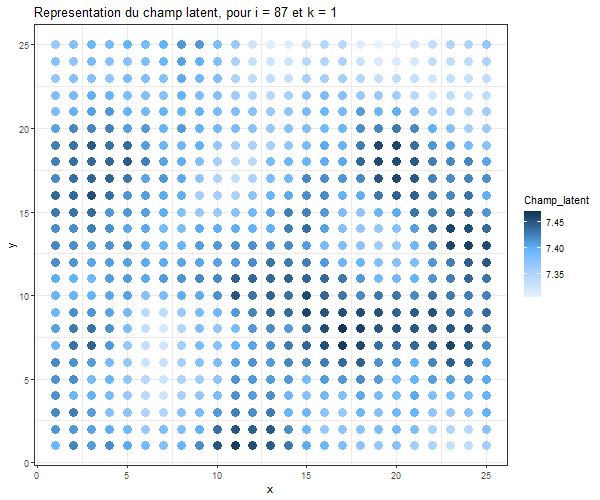 Representation du champ latent, pour i = 87 et k = 1
25
20
15
10
5
0
y
0 5 10 15 20 25
x
Champ_latent
7.45
7.40
7.35